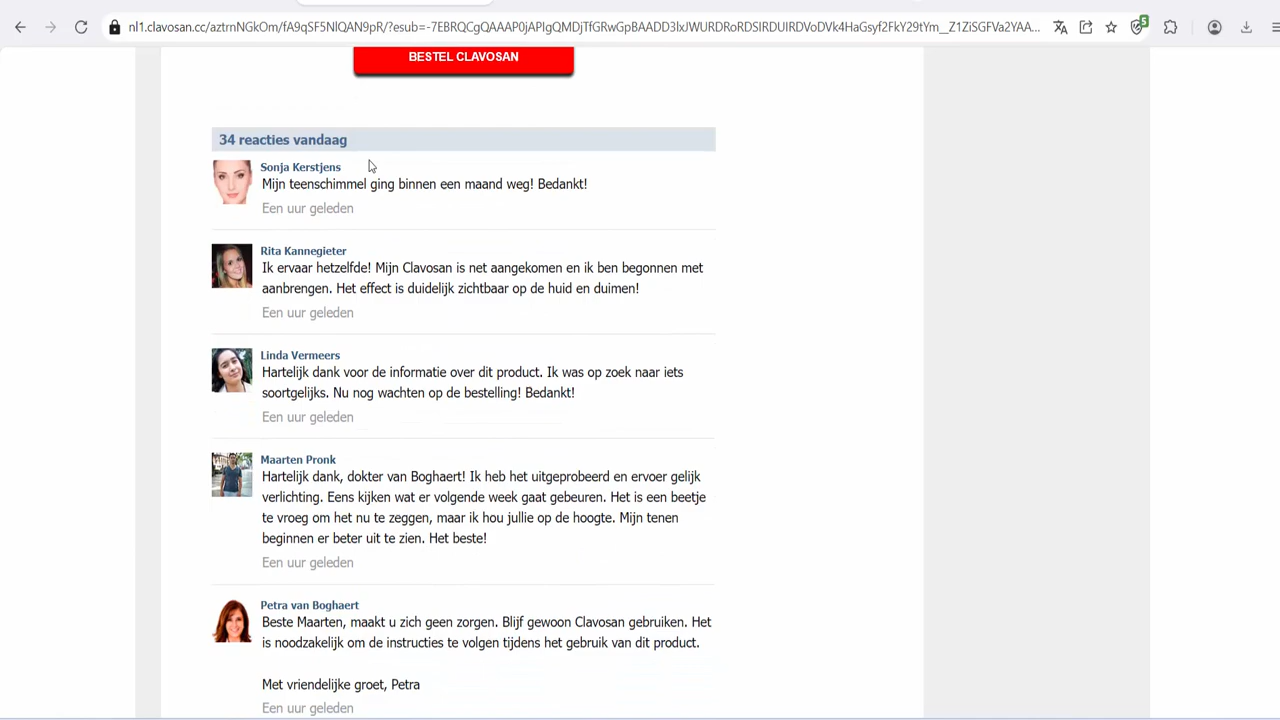 nl1.clavosan.cc/aztrnNGkOm/fA9qSF5NlQAN9pR/?esub=-7EBRQCgQAAAP0jAPIgQMDjTfGRwGpBAADD3lxJWURDRoRDSIRDUIRDVoDVk4HaGsyf2FkY29tYm__Z1ZiSGFVa2YAA...
5
BESTEL CLAVOSAN
34 reacties vandaag
Sonja Kerstjens
Mijn teenschimmel ging binnen een maand weg! Bedankt!
Een uur geleden
Rita Kannegieter
Ik ervaar hetzelfde! Mijn Clavosan is net aangekomen en ik ben begonnen met
aanbrengen. Het effect is duidelijk zichtbaar op de huid en duimen!
Een uur geleden
Linda Vermeers
Hartelijk dank voor de informatie over dit product. Ik was op zoek naar iets
soortgelijks. Nu nog wachten op de bestelling! Bedankt!
Een uur geleden
Maarten Pronk
Hartelijk dank, dokter van Boghaert! Ik heb het uitgeprobeerd en ervoer gelijk
verlichting. Eens kijken wat er volgende week gaat gebeuren. Het is een beetje
te vroeg om het nu te zeggen, maar ik hou jullie op de hoogte. Mijn tenen
beginnen er beter uit te zien. Het beste!
Een uur geleden
Petra van Boghaert
Beste Maarten, maakt u zich geen zorgen. Blijf gewoon Clavosan gebruiken. Het
is noodzakelijk om de instructies te volgen tijdens het gebruik van dit product.
Met vriendelijke groet, Petra
Een uur geleden